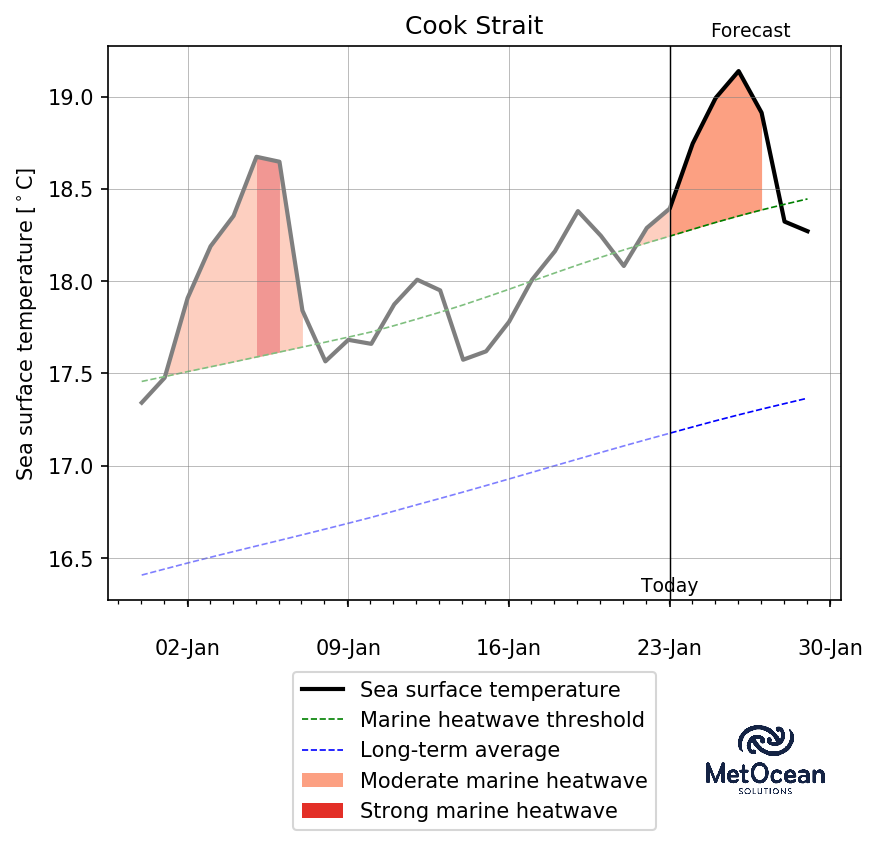 Cook Strait
Forecast
Sea surface temperature [°C]
19.0
18.5
18.0
17.5
17.0
16.5
Today
02-Jan 09-Jan 16-Jan 23-Jan 30-Jan
Sea surface temperature
Marine heatwave threshold
Long-term average
Moderate marine heatwave
Strong marine heatwave
MetOcean
SOLUTIONS